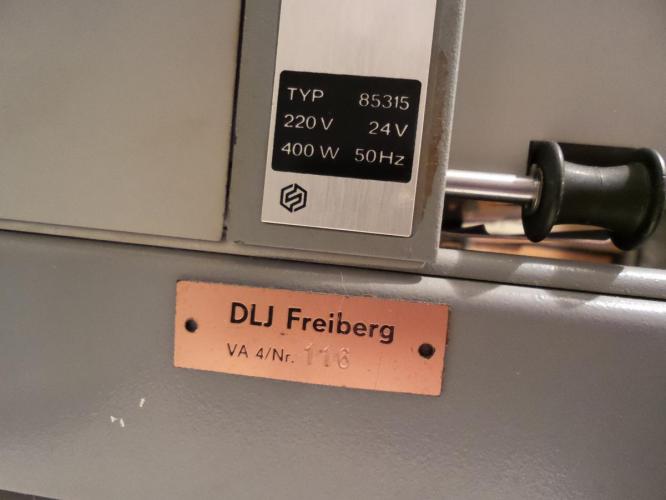 TYP 85315
220 V 24 V
400 W 50 Hz
DLJ Freiberg
VA 4/Nr. 116